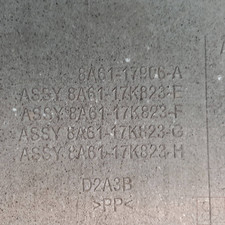 8A61-17906-A
ASSY 8A61-17K823-E
ASSY 8A61-17K823-F
ASSY 8A61-17K823-G
ASSY 8A61-17K823-H
D2A3B
>PP<